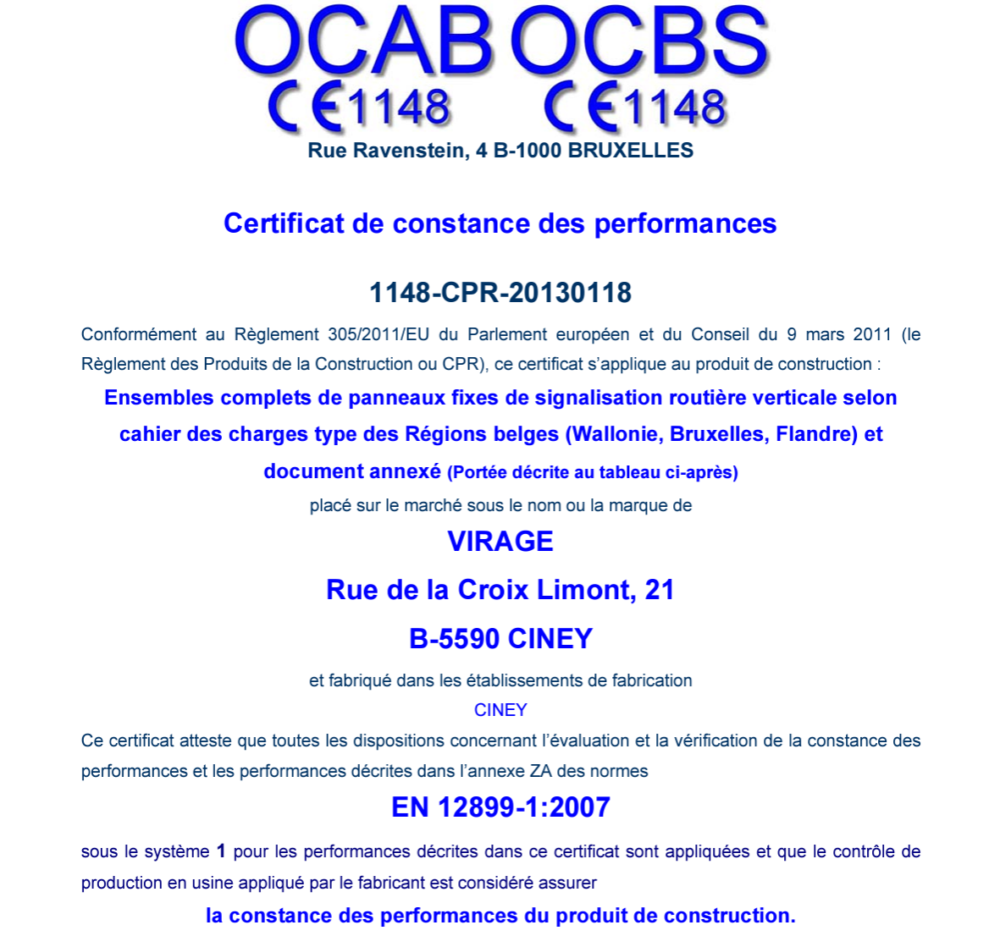 OCAB OCBS
CE1148 CE1148
Rue Ravenstein, 4 B-1000 BRUXELLES
Certificat de constance des performances
1148-CPR-20130118
Conformément au Règlement 305/2011/EU du Parlement européen et du Conseil du 9 mars 2011 (le
Règlement des Produits de la Construction ou CPR), ce certificat s’applique au produit de construction :
Ensembles complets de panneaux fixes de signalisation routière verticale selon
cahier des charges type des Régions belges (Wallonie, Bruxelles, Flandre) et
document annexé (Portée décrite au tableau ci-après)
placé sur le marché sous le nom ou la marque de
VIRAGE
Rue de la Croix Limont, 21
B-5590 CINEY
et fabriqué dans les établissements de fabrication
CINEY
Ce certificat atteste que toutes les dispositions concernant l’évaluation et la vérification de la constance des
performances et les performances décrites dans l’annexe ZA des normes
EN 12899-1:2007
sous le système 1 pour les performances décrites dans ce certificat sont appliquées et que le contrôle de
production en usine appliqué par le fabricant est considéré assurer
la constance des performances du produit de construction.